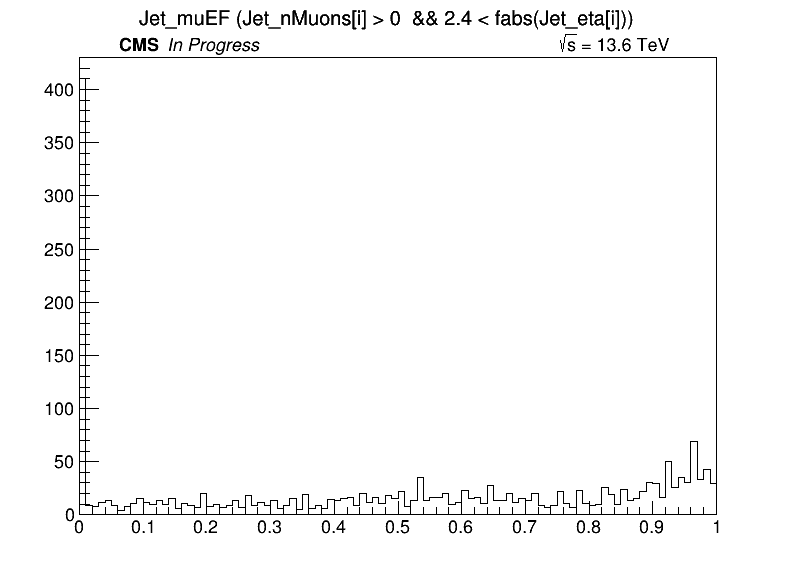 Jet_muEF (Jet_nMuons[i] > 0 && 2.4 < fabs(Jet_eta[i]))
CMS In Progress
√s = 13.6 TeV
400
350
300
250
200
150
100
50
0
0 0.1 0.2 0.3 0.4 0.5 0.6 0.7 0.8 0.9 1